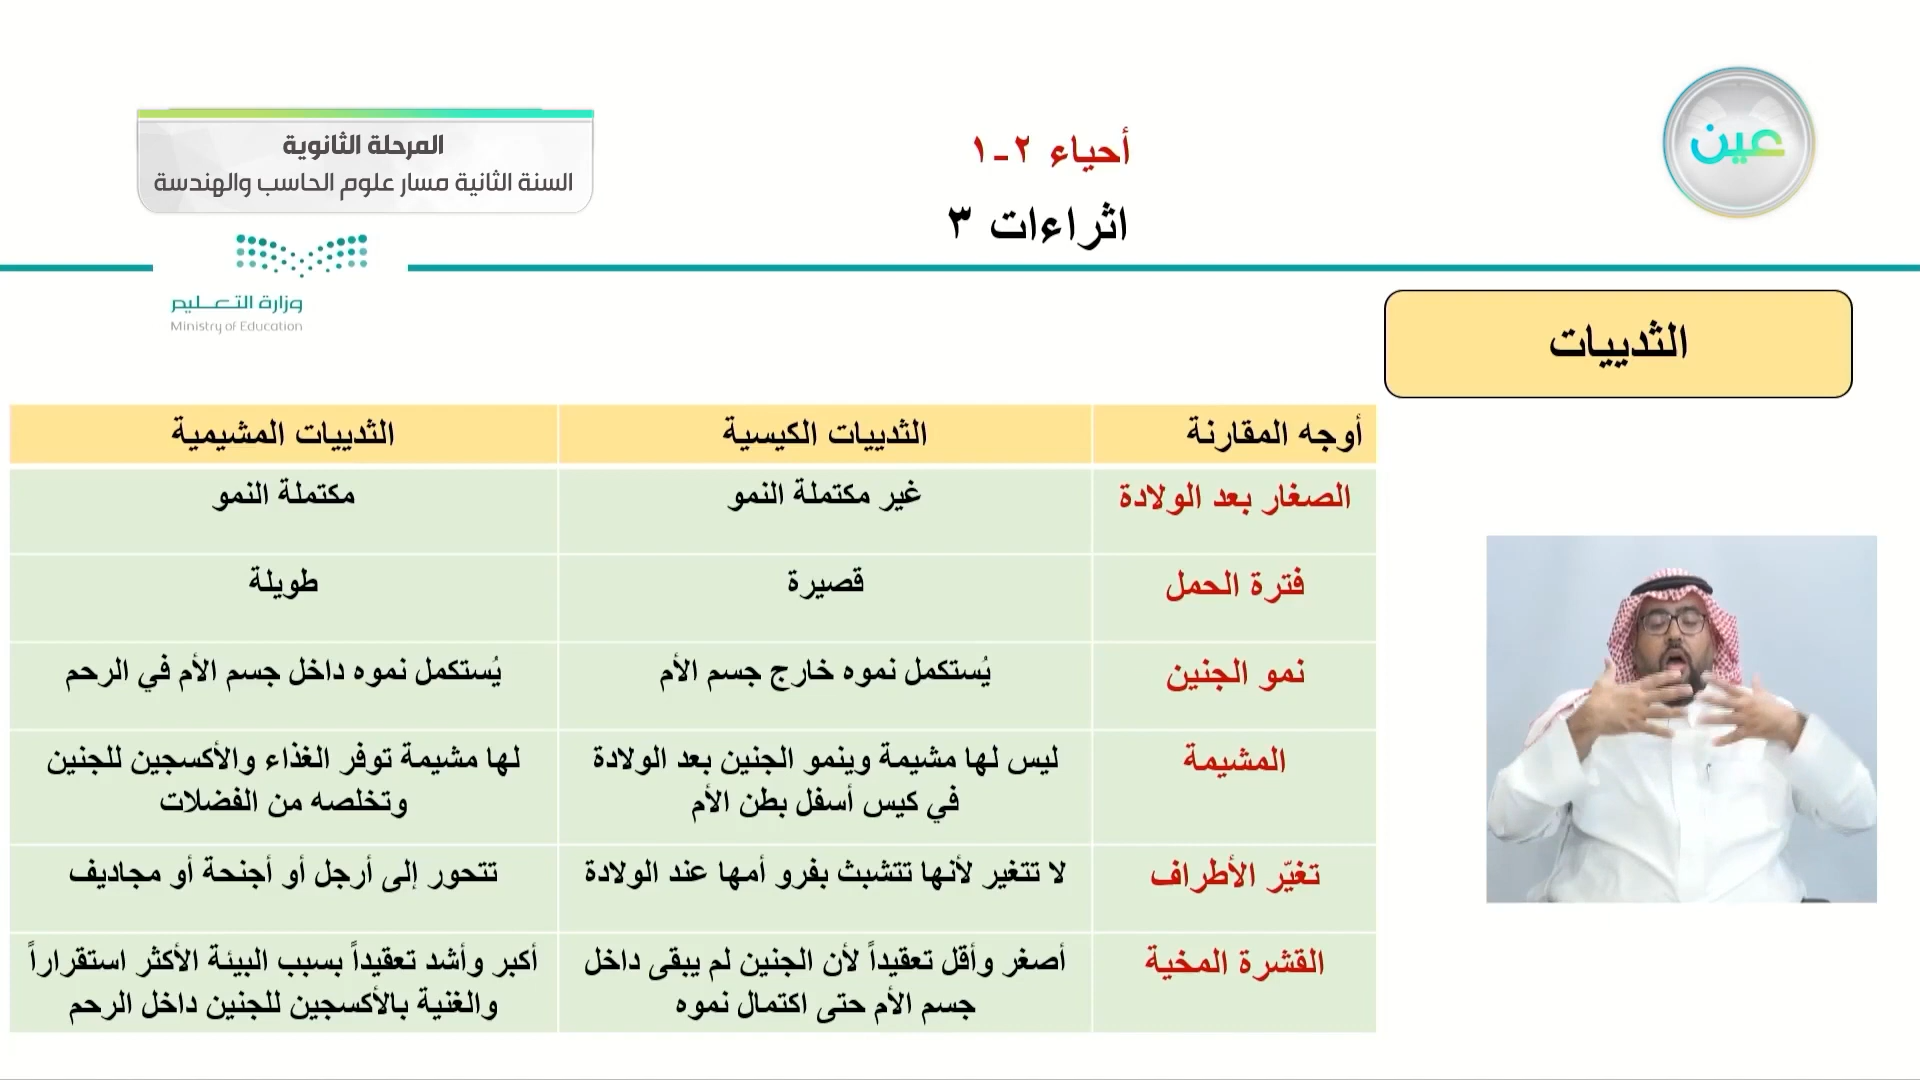 عين
أحياء ٢-١
اثراءات ٣
المرحلة الثانوية
السنة الثانية مسار علوم الحاسب والهندسة
وزارة التعليم
Ministry of Education
الثدييات
أوجه المقارنة الثدييات الكيسية الثدييات المشيمية
الصغار بعد الولادة غير مكتملة النمو مكتملة النمو
فترة الحمل قصيرة طويلة
نمو الجنين يُستكمل نموه خارج جسم الأم يُستكمل نموه داخل جسم الأم في الرحم
المشيمة
ليس لها مشيمة وينمو الجنين بعد الولادة
في كيس أسفل بطن الأم
لها مشيمة توفر الغذاء والأكسجين للجنين
وتخلصه من الفضلات
تغيّر الأطراف لا تتغير لأنها تتشبث بفرو أمها عند الولادة تتحور إلى أرجل أو أجنحة أو مجاديف
القشرة المخية
أصغر وأقل تعقيداً لأن الجنين لم يبقى داخل
جسم الأم حتى اكتمال نموه
أكبر وأشد تعقيداً بسبب البيئة الأكثر استقراراً
والغنية بالأكسجين للجنين داخل الرحم